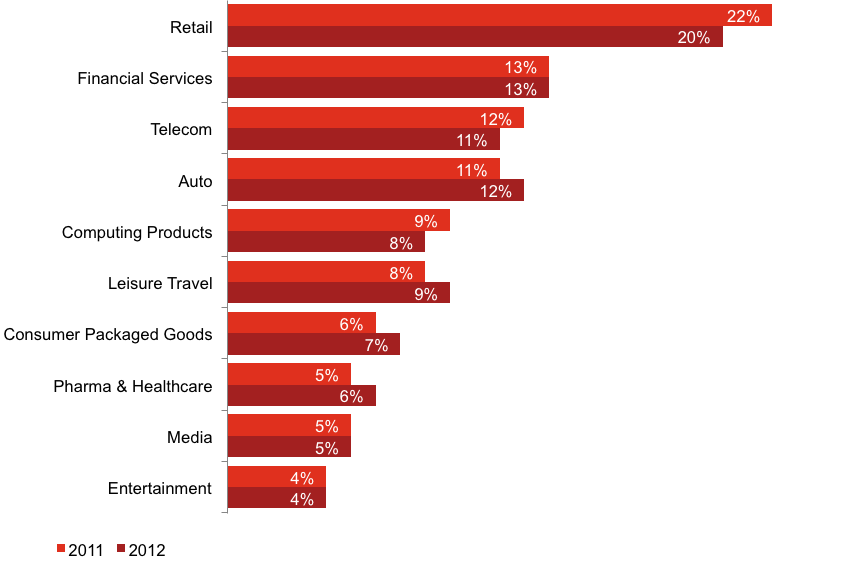 Retail
22%
20%
Financial Services
13%
13%
Telecom
12%
11%
Auto
11%
12%
Computing Products
9%
8%
Leisure Travel
8%
9%
Consumer Packaged Goods
6%
7%
Pharma & Healthcare
5%
6%
Media
5%
5%
Entertainment
4%
4%
2011 2012